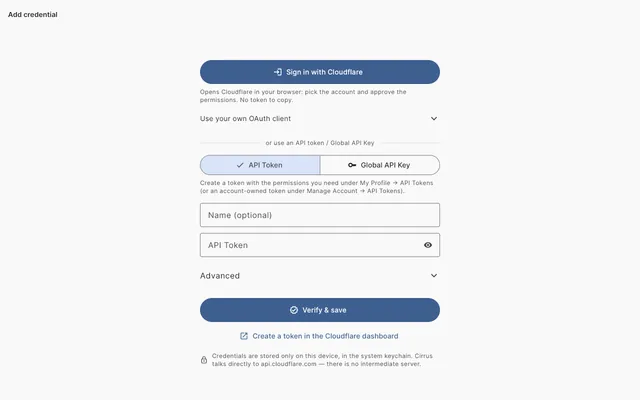 Add credential
Sign in with Cloudflare
Opens Cloudflare in your browser: pick the account and approve the
permissions. No token to copy.
Use your own OAuth client
or use an API token / Global API Key
API Token
Global API Key
Create a token with the permissions you need under My Profile → API Tokens
(or an account-owned token under Manage Account → API Tokens).
Name (optional)
API Token
Advanced
Verify & save
Create a token in the Cloudflare dashboard
Credentials are stored only on this device, in the system keychain. Cirrus
talks directly to api.cloudflare.com — there is no intermediate server.